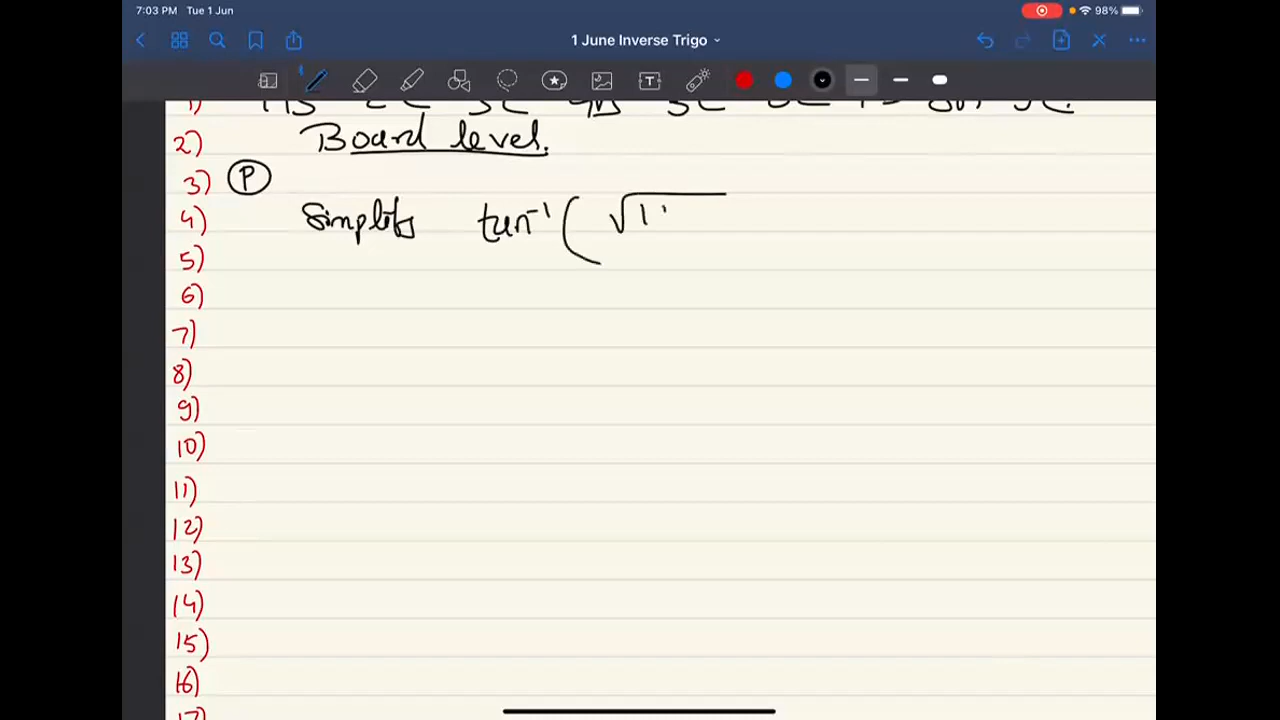 7:03 PM Tue 1 Jun 98%
1 June Inverse Trigo
1)
2) Board level.
3) P
4) Simplify tan⁻¹( √1
5)
6)
7)
8)
9)
10)
11)
12)
13)
14)
15)
16)